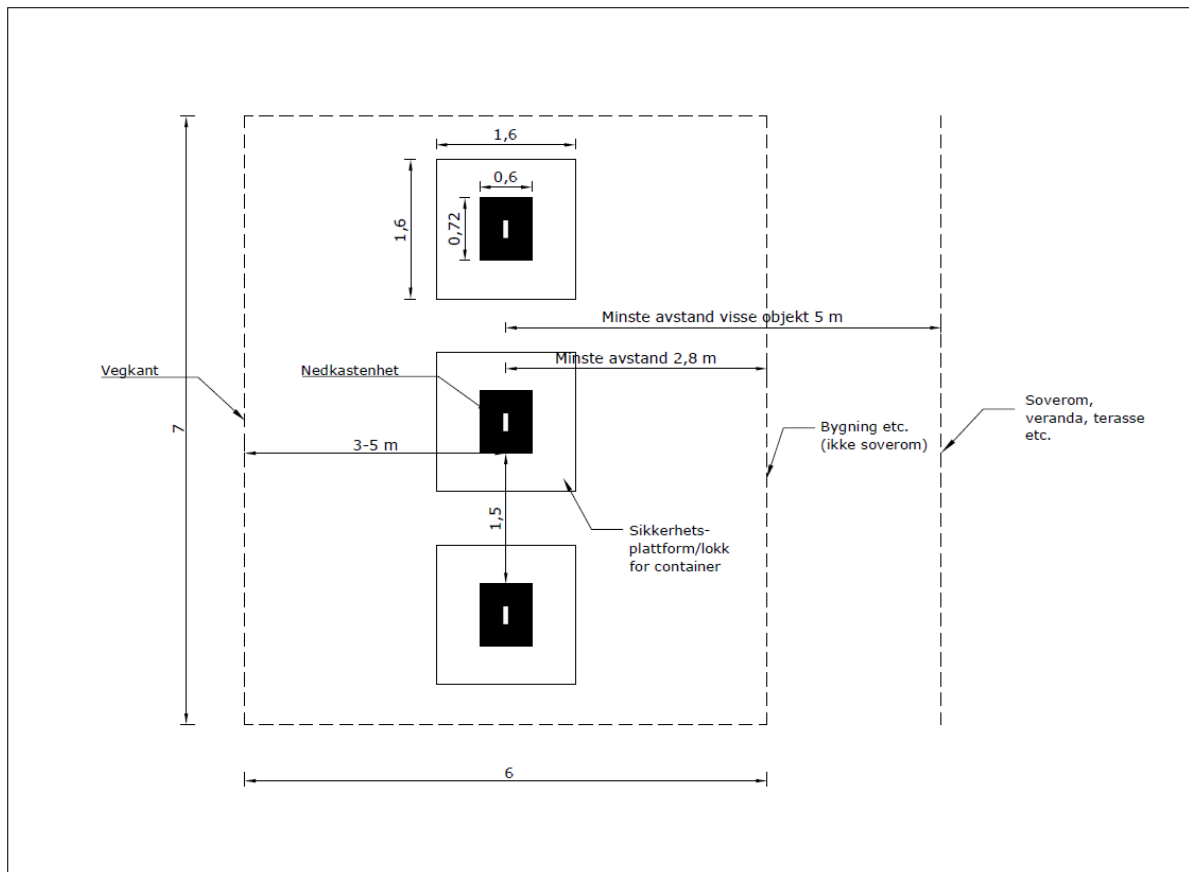 1,6
0,6
1,6
0,72
Minste avstand visse objekt 5 m
Minste avstand 2,8 m
Vegkant
Nedkastenhet
Soverom,
veranda, terasse
etc.
7
Bygning etc.
(ikke soverom)
3-5 m
1,5
Sikkerhets-
plattform/lokk
for container
6